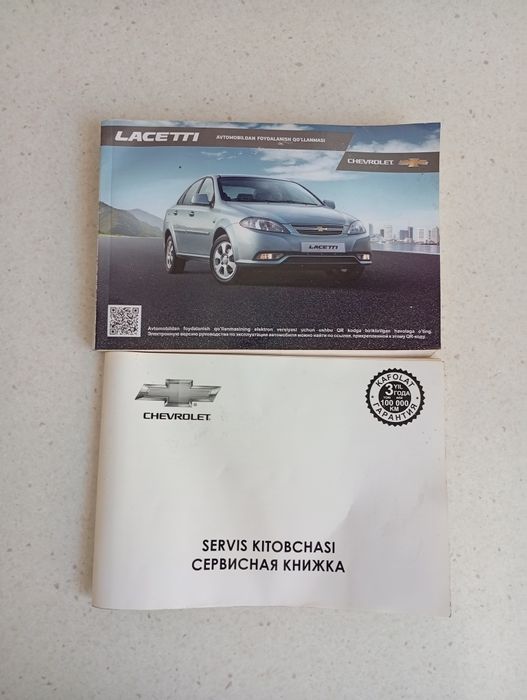 LACETTI
AVTOMOBILDAN FOYDALANISH QO'LLANMASI
CHEVROLET
LACETTI
Avtomobildan foydalanish qo'llanmasining elektron versiyasi uchun ushbu QR kodga biriktirilgan havolaga o'ting.
Электронную версию руководства по эксплуатации автомобиля можно найти по ссылке, прикрепленной к этому QR-коду.
CHEVROLET
KAFOLAT
3 YIL
ГОДА
100 000
KM
ГАРАНТИЯ
SERVIS KITOBCHASI
СЕРВИСНАЯ КНИЖКА